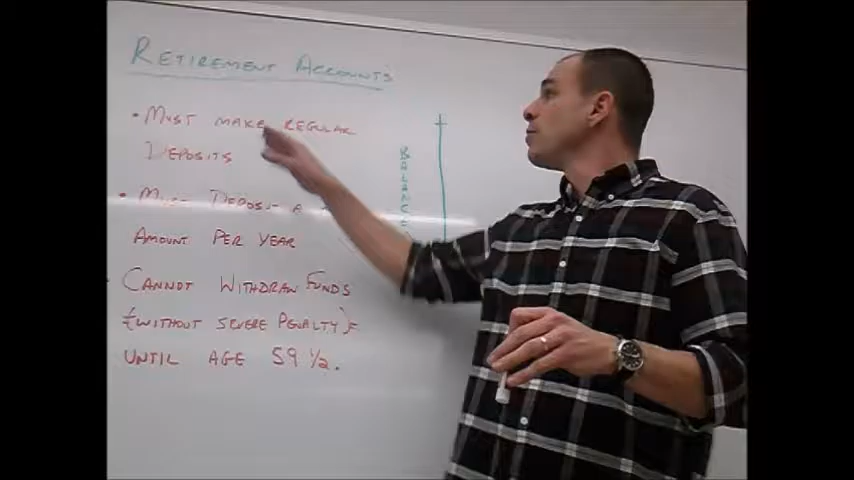 RETIREMENT ACCOUNTS
• MUST MAKE REGULAR
DEPOSITS
• DEPOSIT A
AMOUNT PER YEAR
• CANNOT WITHDRAW FUNDS
(WITHOUT SEVERE PENALTY)
UNTIL AGE 59 1/2.
BALANCE